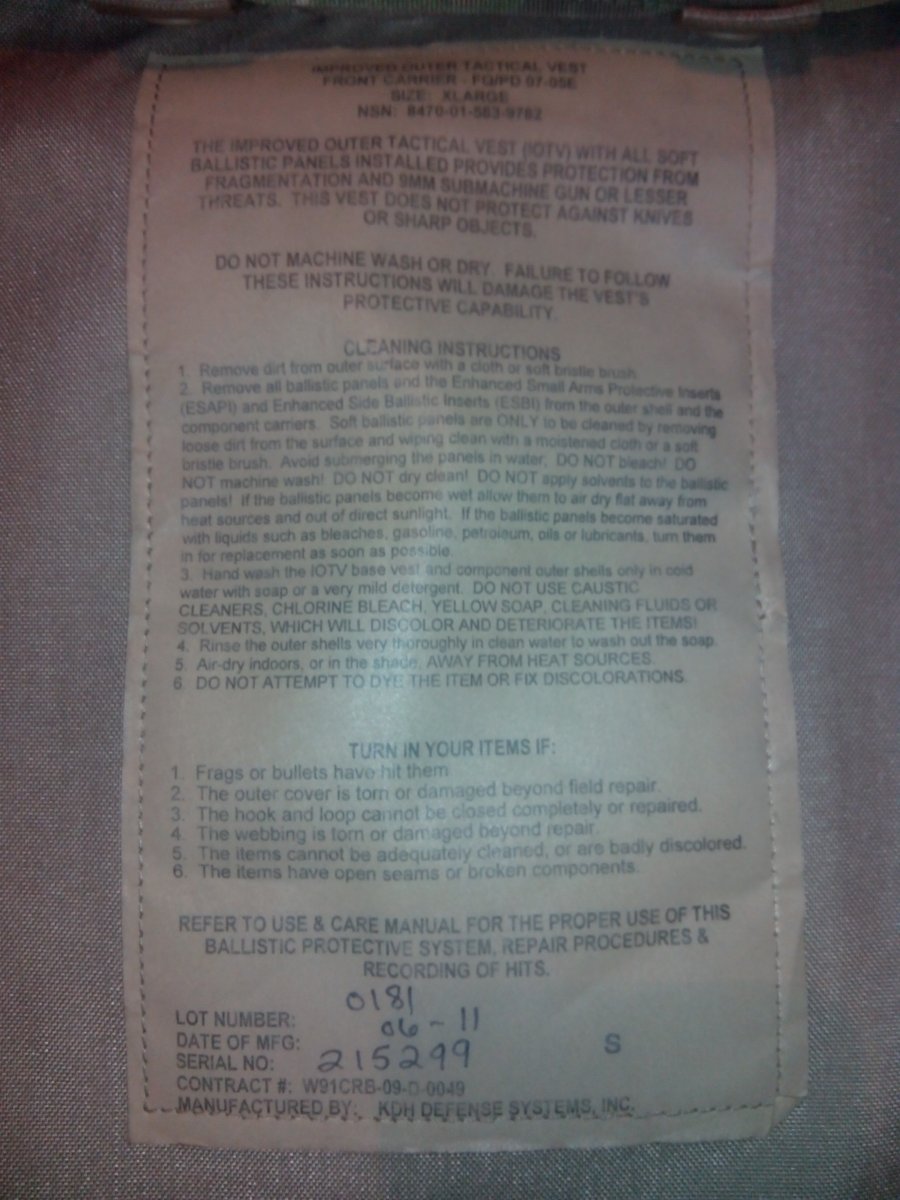 IMPROVED OUTER TACTICAL VEST
FRONT CARRIER - FQ/PD 07-05E
SIZE: XLARGE
NSN: 8470-01-583-9782
THE IMPROVED OUTER TACTICAL VEST (IOTV) WITH ALL SOFT
BALLISTIC PANELS INSTALLED PROVIDES PROTECTION FROM
FRAGMENTATION AND 9MM SUBMACHINE GUN OR LESSER
THREATS. THIS VEST DOES NOT PROTECT AGAINST KNIVES
OR SHARP OBJECTS.
DO NOT MACHINE WASH OR DRY. FAILURE TO FOLLOW
THESE INSTRUCTIONS WILL DAMAGE THE VEST'S
PROTECTIVE CAPABILITY.
CLEANING INSTRUCTIONS
1. Remove dirt from outer surface with a cloth or soft bristle brush.
2. Remove all ballistic panels and the Enhanced Small Arms Protective Inserts
(ESAPI) and Enhanced Side Ballistic Inserts (ESBI) from the outer shell and the
component carriers. Soft ballistic panels are ONLY to be cleaned by removing
loose dirt from the surface and wiping clean with a moistened cloth or a soft
bristle brush. Avoid submerging the panels in water, DO NOT bleach! DO
NOT machine wash! DO NOT dry clean! DO NOT apply solvents to the ballistic
panels! If the ballistic panels become wet allow them to air dry flat away from
heat sources and out of direct sunlight. If the ballistic panels become saturated
with liquids such as bleaches, gasoline, petroleum, oils or lubricants, turn them
in for replacement as soon as possible.
3. Hand wash the IOTV base vest and component outer shells only in cold
water with soap or a very mild detergent. DO NOT USE CAUSTIC
CLEANERS, CHLORINE BLEACH, YELLOW SOAP, CLEANING FLUIDS OR
SOLVENTS, WHICH WILL DISCOLOR AND DETERIORATE THE ITEMS!
4. Rinse the outer shells very thoroughly in clean water to wash out the soap.
5. Air-dry indoors, or in the shade, AWAY FROM HEAT SOURCES.
6. DO NOT ATTEMPT TO DYE THE ITEM OR FIX DISCOLORATIONS.
TURN IN YOUR ITEMS IF:
1. Frags or bullets have hit them
2. The outer cover is torn or damaged beyond field repair.
3. The hook and loop cannot be closed completely or repaired.
4. The webbing is torn or damaged beyond repair.
5. The items cannot be adequately cleaned, or are badly discolored.
6. The items have open seams or broken components.
REFER TO USE & CARE MANUAL FOR THE PROPER USE OF THIS
BALLISTIC PROTECTIVE SYSTEM, REPAIR PROCEDURES &
RECORDING OF HITS.
LOT NUMBER: 0181
DATE OF MFG: 06-11
SERIAL NO: 215299
S
CONTRACT #: W91CRB-09-D-0049
MANUFACTURED BY: KDH DEFENSE SYSTEMS, INC.